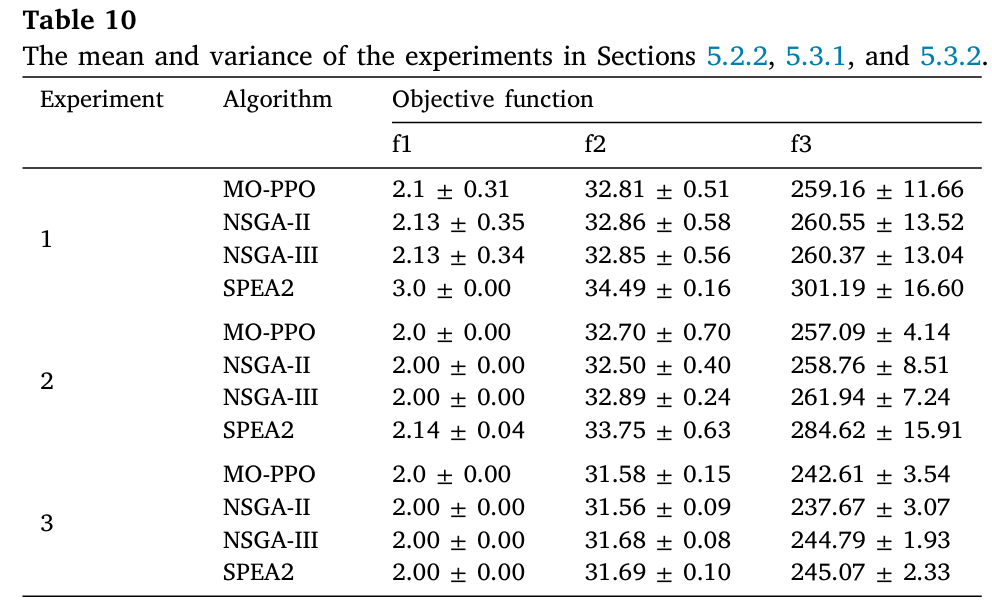 Table 10
The mean and variance of the experiments in Sections 5.2.2, 5.3.1, and 5.3.2.
Experiment Algorithm Objective function
f1 f2 f3
1
MO-PPO 2.1 ± 0.31 32.81 ± 0.51 259.16 ± 11.66
NSGA-II 2.13 ± 0.35 32.86 ± 0.58 260.55 ± 13.52
NSGA-III 2.13 ± 0.34 32.85 ± 0.56 260.37 ± 13.04
SPEA2 3.0 ± 0.00 34.49 ± 0.16 301.19 ± 16.60
2
MO-PPO 2.0 ± 0.00 32.70 ± 0.70 257.09 ± 4.14
NSGA-II 2.00 ± 0.00 32.50 ± 0.40 258.76 ± 8.51
NSGA-III 2.00 ± 0.00 32.89 ± 0.24 261.94 ± 7.24
SPEA2 2.14 ± 0.04 33.75 ± 0.63 284.62 ± 15.91
3
MO-PPO 2.0 ± 0.00 31.58 ± 0.15 242.61 ± 3.54
NSGA-II 2.00 ± 0.00 31.56 ± 0.09 237.67 ± 3.07
NSGA-III 2.00 ± 0.00 31.68 ± 0.08 244.79 ± 1.93
SPEA2 2.00 ± 0.00 31.69 ± 0.10 245.07 ± 2.33